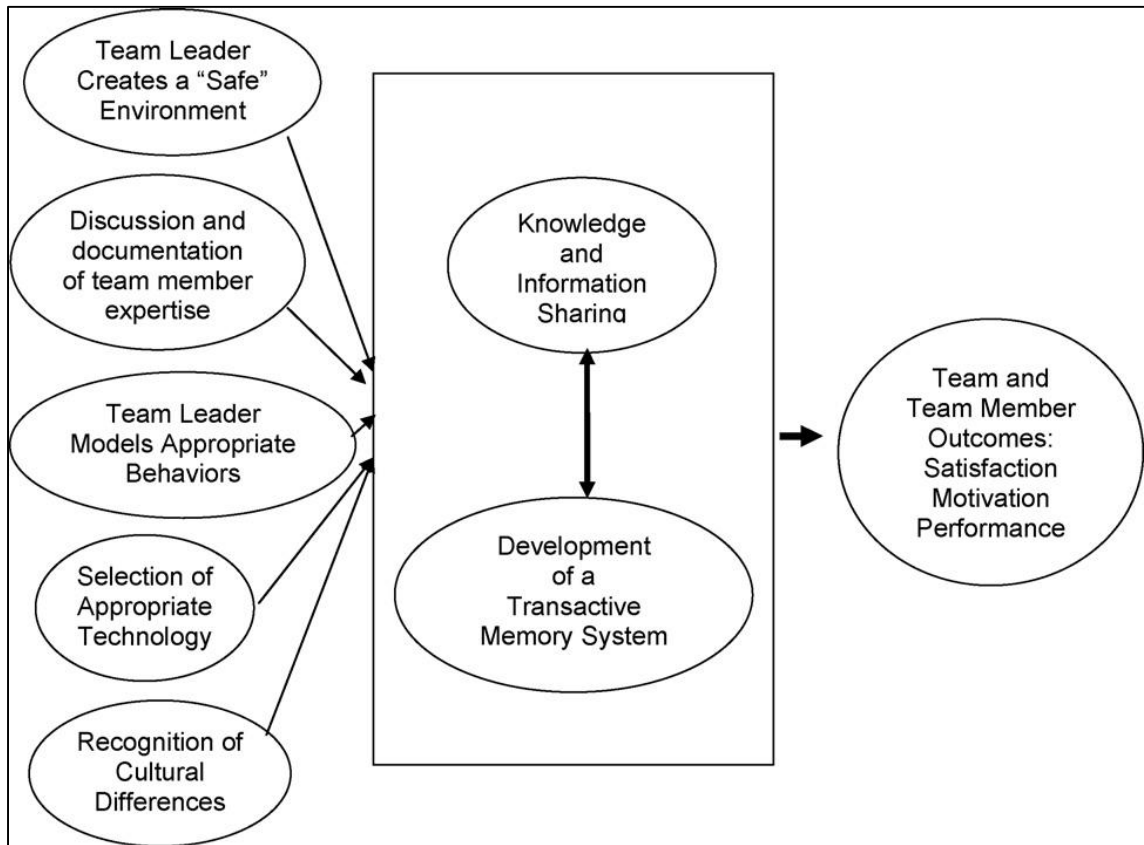 Team Leader
Creates a “Safe”
Environment
Discussion and
documentation
of team member
expertise
Team Leader
Models Appropriate
Behaviors
Selection of
Appropriate
Technology
Recognition of
Cultural
Differences
Knowledge
and
Information
Sharing
Development
of a
Transactive
Memory System
Team and
Team Member
Outcomes:
Satisfaction
Motivation
Performance